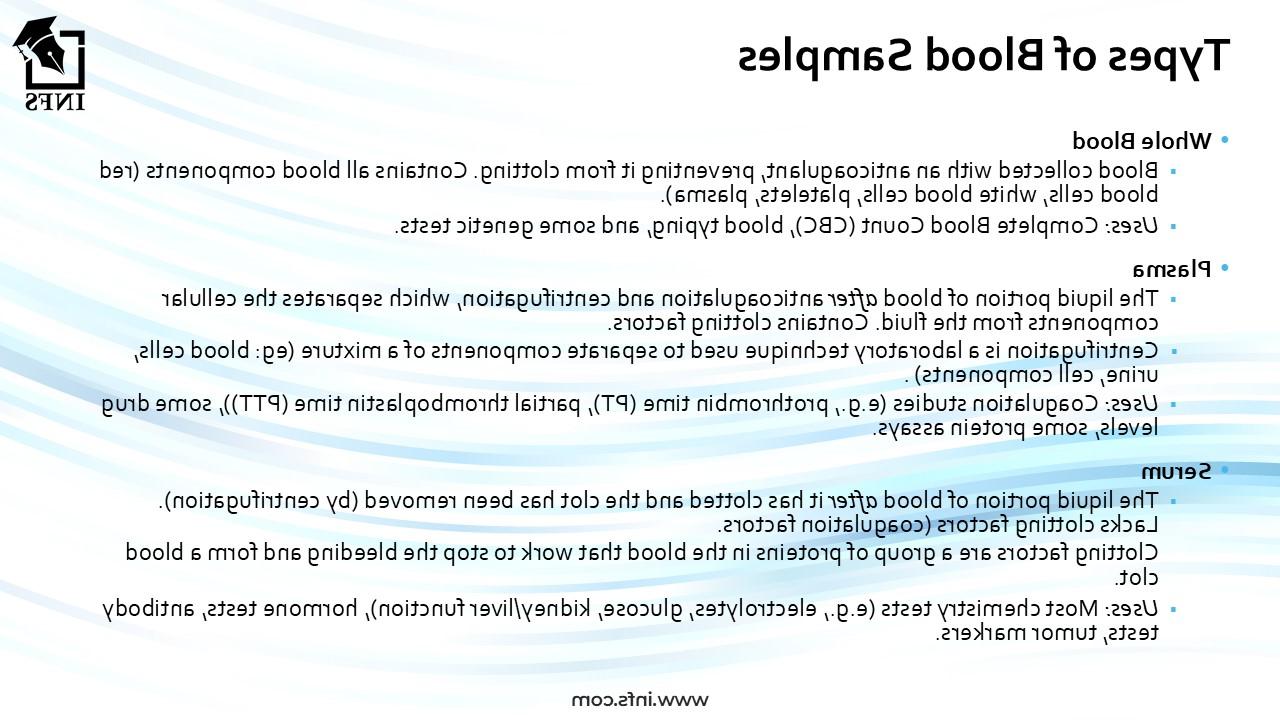 Types of Blood Samples
INFS
• Whole Blood
▪ Blood collected with an anticoagulant, preventing it from clotting. Contains all blood components (red
blood cells, white blood cells, platelets, plasma).
▪ Uses: Complete Blood Count (CBC), blood typing, and some genetic tests.
• Plasma
▪ The liquid portion of blood after anticoagulation and centrifugation, which separates the cellular
components from the fluid. Contains clotting factors.
▪ Centrifugation is a laboratory technique used to separate components of a mixture (eg: blood cells,
urine, cell components) .
▪ Uses: Coagulation studies (e.g., prothrombin time (PT), partial thromboplastin time (PTT)), some drug
levels, some protein assays.
• Serum
▪ The liquid portion of blood after it has clotted and the clot has been removed (by centrifugation).
Lacks clotting factors (coagulation factors.
Clotting factors are a group of proteins in the blood that work to stop the bleeding and form a blood
clot.
▪ Uses: Most chemistry tests (e.g., electrolytes, glucose, kidney/liver function), hormone tests, antibody
tests, tumor markers.
www.infs.com